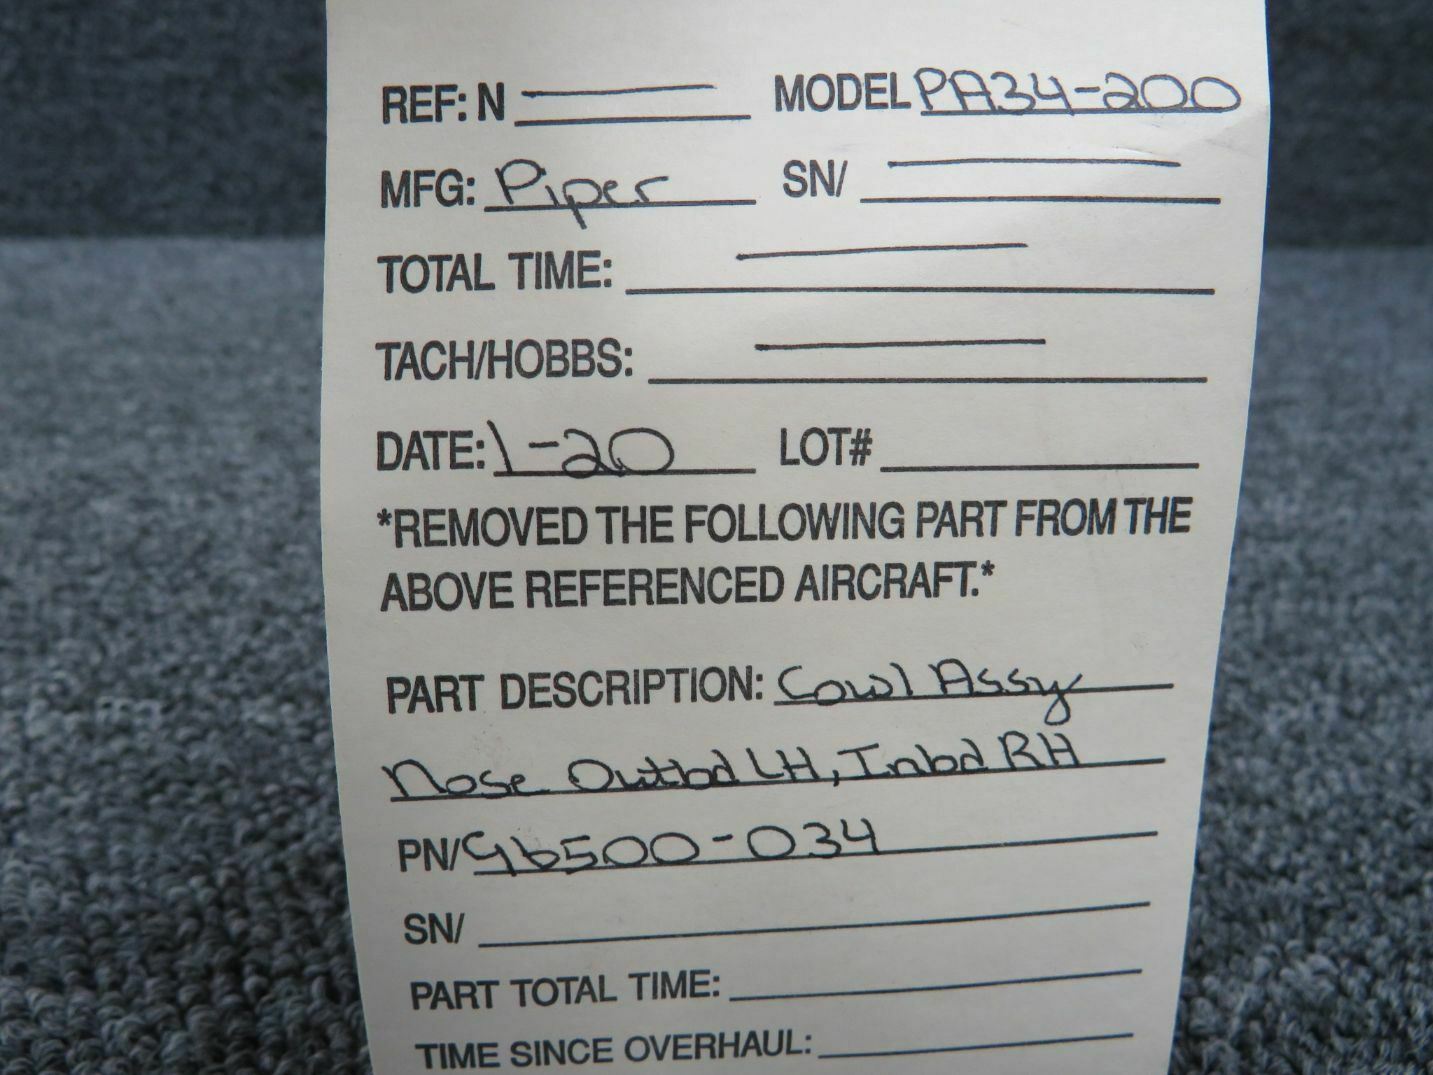 REF: N MODEL PA34-200
MFG: Piper SN/
TOTAL TIME:
TACH/HOBBS:
DATE: 1-20 LOT#
*REMOVED THE FOLLOWING PART FROM THE
ABOVE REFERENCED AIRCRAFT.*
PART DESCRIPTION: Cowl Assy
Nose Outbd LH, Inbd RH
PN/ 96500-034
SN/
PART TOTAL TIME:
TIME SINCE OVERHAUL: